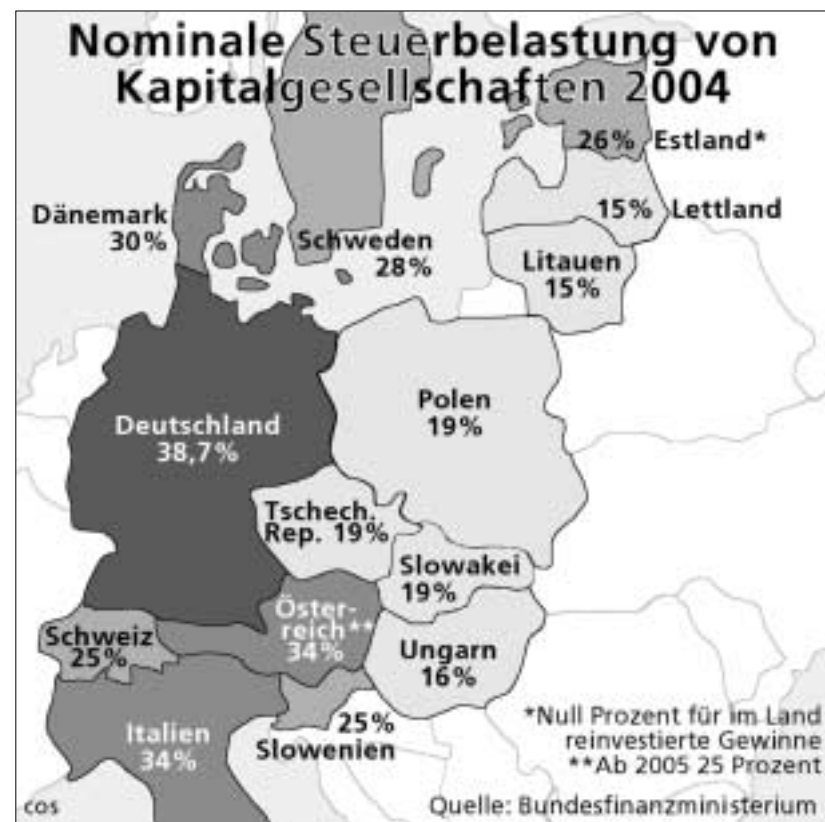 Nominale Steuerbelastung von
Kapitalgesellschaften 2004
26% Estland*
Dänemark
30%
15% Lettland
Schweden
28%
Litauen
15%
Deutschland
38,7%
Polen
19%
Tschech.
Rep. 19%
Slowakei
19%
Öster-
reich**
34%
Schweiz
25%
Ungarn
16%
Italien
34%
25%
Slowenien
*Null Prozent für im Land
reinvestierte Gewinne
**Ab 2005 25 Prozent
cos
Quelle: Bundesfinanzministerium